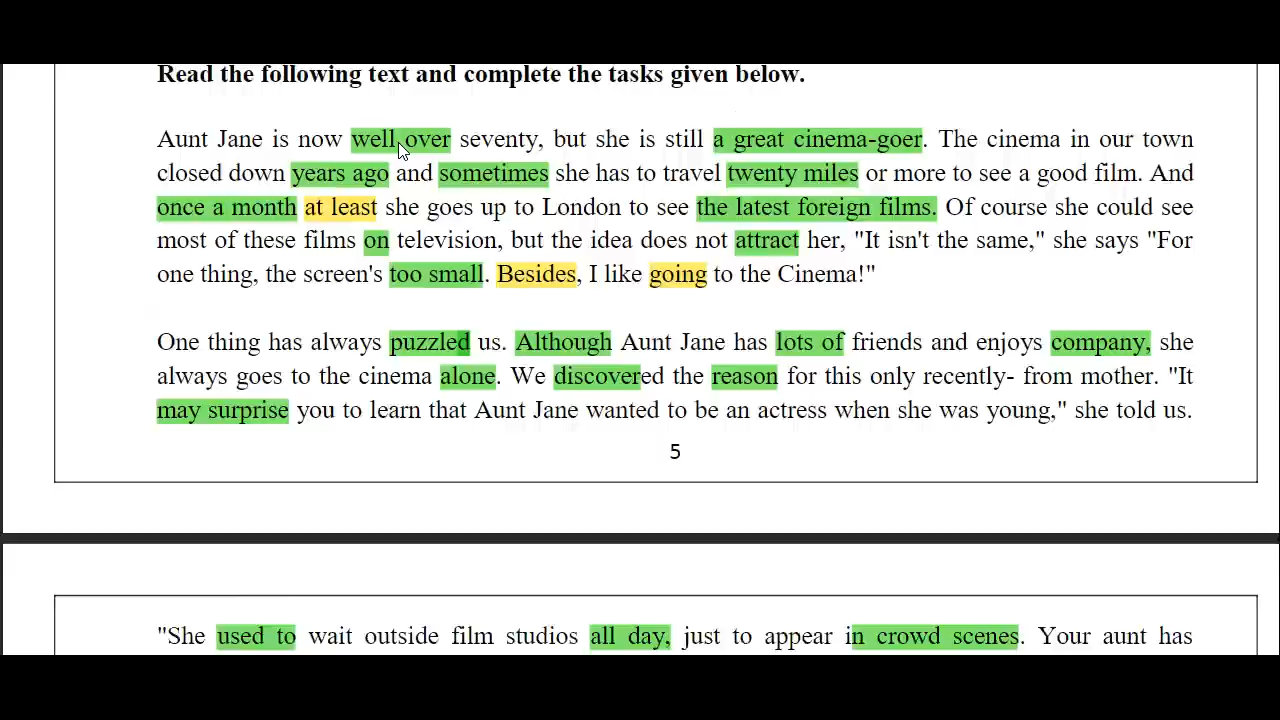 Read the following text and complete the tasks given below.
Aunt Jane is now well over seventy, but she is still a great cinema-goer. The cinema in our town
closed down years ago and sometimes she has to travel twenty miles or more to see a good film. And
once a month at least she goes up to London to see the latest foreign films. Of course she could see
most of these films on television, but the idea does not attract her, "It isn't the same," she says "For
one thing, the screen's too small. Besides, I like going to the Cinema!"
One thing has always puzzled us. Although Aunt Jane has lots of friends and enjoys company, she
always goes to the cinema alone. We discovered the reason for this only recently- from mother. "It
may surprise you to learn that Aunt Jane wanted to be an actress when she was young," she told us.
5
"She used to wait outside film studios all day, just to appear in crowd scenes. Your aunt has